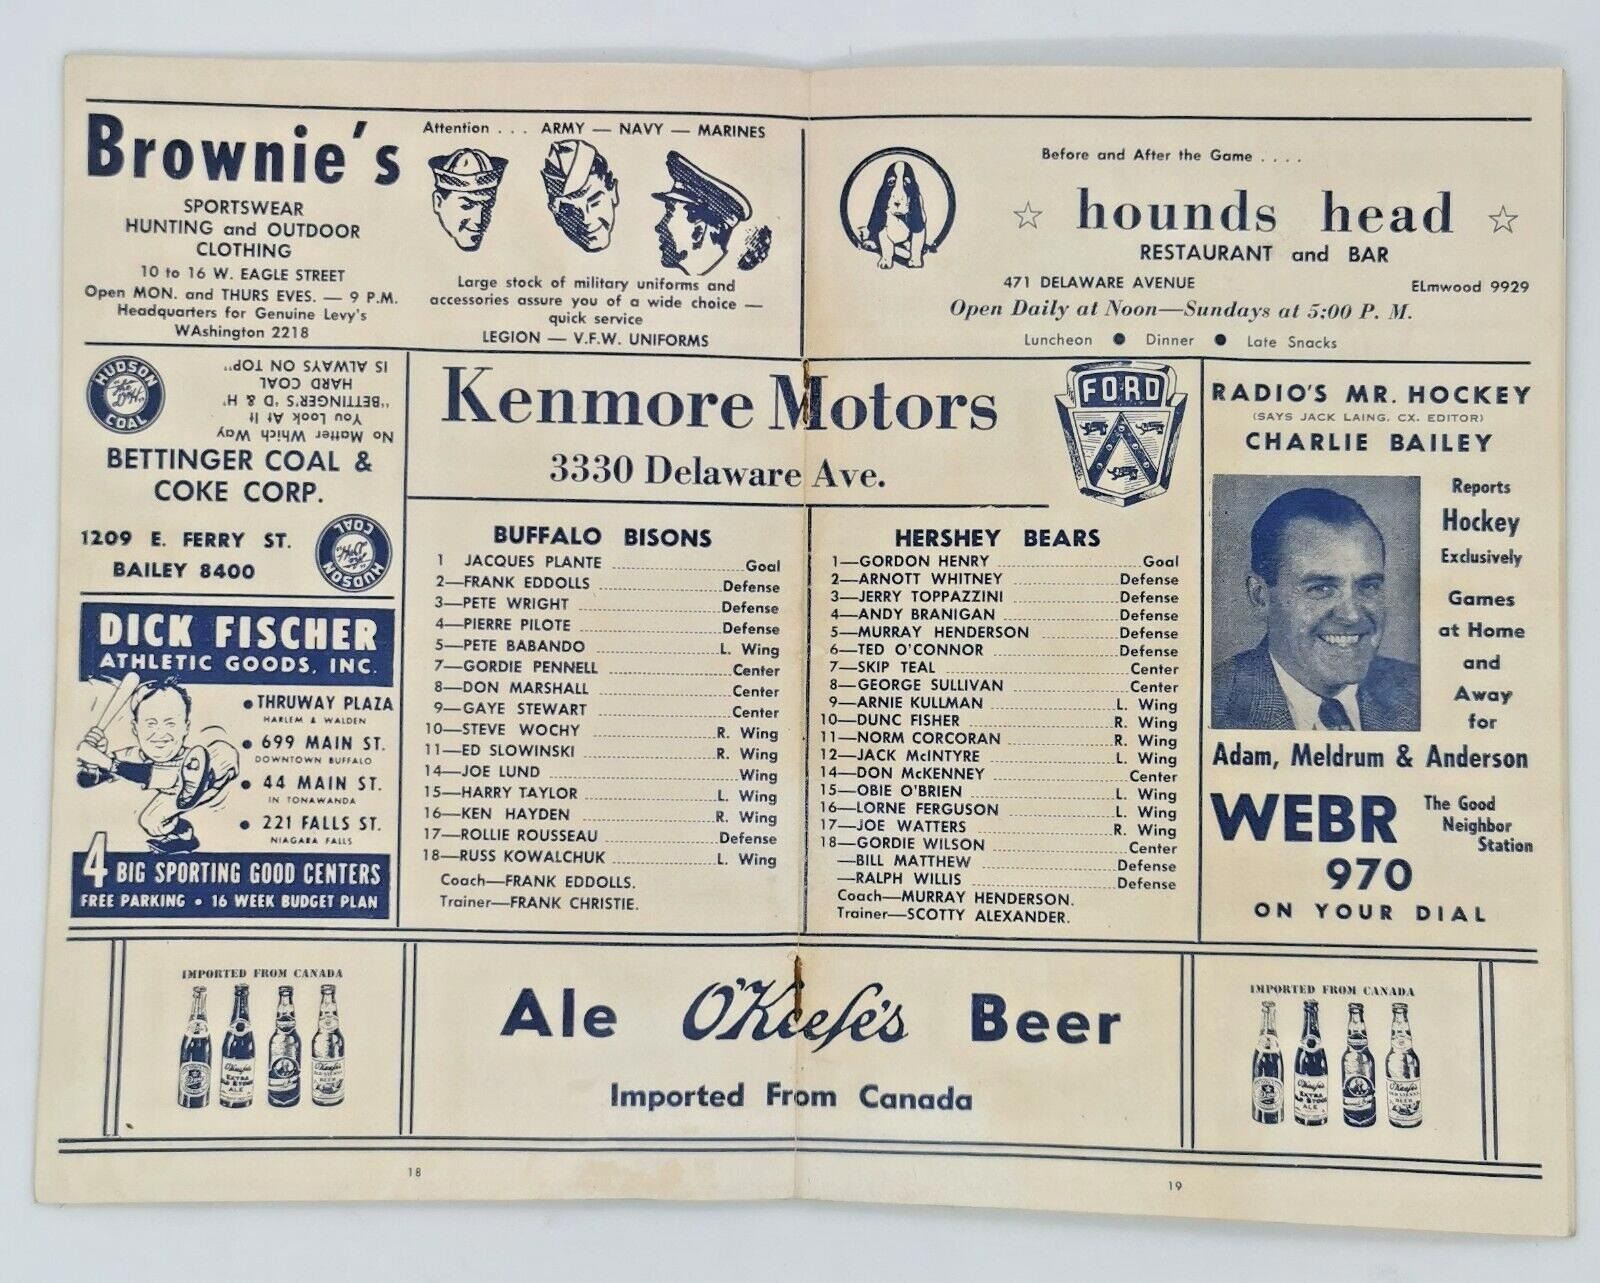 Brownie's
SPORTSWEAR
HUNTING and OUTDOOR
CLOTHING
10 to 16 W. EAGLE STREET
Open MON. and THURS EVES. — 9 P.M.
Headquarters for Genuine Levy's
WAshington 2218
Attention . . . ARMY — NAVY — MARINES
Large stock of military uniforms and
accessories assure you of a wide choice —
quick service
LEGION — V.F.W. UNIFORMS
Before and After the Game . . . .
☆ hounds head ☆
RESTAURANT and BAR
471 DELAWARE AVENUE ELmwood 9929
Open Daily at Noon—Sundays at 5:00 P. M.
Luncheon ● Dinner ● Late Snacks
HUDSON
"The D&H"
COAL
No Matter Which Way
You Look At It
"BETTINGER'S 'D & H'
HARD COAL
IS ALWAYS ON TOP"
BETTINGER COAL &
COKE CORP.
1209 E. FERRY ST.
BAILEY 8400
HUDSON
"The D&H"
COAL
DICK FISCHER
ATHLETIC GOODS, INC.
● THRUWAY PLAZA
HARLEM & WALDEN
● 699 MAIN ST.
DOWNTOWN BUFFALO
● 44 MAIN ST.
IN TONAWANDA
● 221 FALLS ST.
NIAGARA FALLS
4 BIG SPORTING GOOD CENTERS
FREE PARKING • 16 WEEK BUDGET PLAN
Kenmore Motors
3330 Delaware Ave.
FORD
BUFFALO BISONS
1 JACQUES PLANTE Goal
2—FRANK EDDOLLS Defense
3—PETE WRIGHT Defense
4—PIERRE PILOTE Defense
5—PETE BABANDO L. Wing
7—GORDIE PENNELL Center
8—DON MARSHALL Center
9—GAYE STEWART Center
10—STEVE WOCHY R. Wing
11—ED SLOWINSKI R. Wing
14—JOE LUND Wing
15—HARRY TAYLOR L. Wing
16—KEN HAYDEN R. Wing
17—ROLLIE ROUSSEAU Defense
18—RUSS KOWALCHUK L. Wing
Coach—FRANK EDDOLLS.
Trainer—FRANK CHRISTIE.
HERSHEY BEARS
1—GORDON HENRY Goal
2—ARNOTT WHITNEY Defense
3—JERRY TOPPAZZINI Defense
4—ANDY BRANIGAN Defense
5—MURRAY HENDERSON Defense
6—TED O'CONNOR Defense
7—SKIP TEAL Center
8—GEORGE SULLIVAN Center
9—ARNIE KULLMAN L. Wing
10—DUNC FISHER R. Wing
11—NORM CORCORAN R. Wing
12—JACK McINTYRE L. Wing
14—DON McKENNEY Center
15—OBIE O'BRIEN L. Wing
16—LORNE FERGUSON L. Wing
17—JOE WATTERS R. Wing
18—GORDIE WILSON Center
—BILL MATTHEW Defense
—RALPH WILLIS Defense
Coach—MURRAY HENDERSON.
Trainer—SCOTTY ALEXANDER.
RADIO'S MR. HOCKEY
(SAYS JACK LAING, CX. EDITOR)
CHARLIE BAILEY
Reports
Hockey
Exclusively
Games
at Home
and
Away
for
Adam, Meldrum & Anderson
WEBR
The Good
Neighbor
Station
970
ON YOUR DIAL
IMPORTED FROM CANADA
Ale O'Keefe's Beer
Imported From Canada
IMPORTED FROM CANADA
18
19